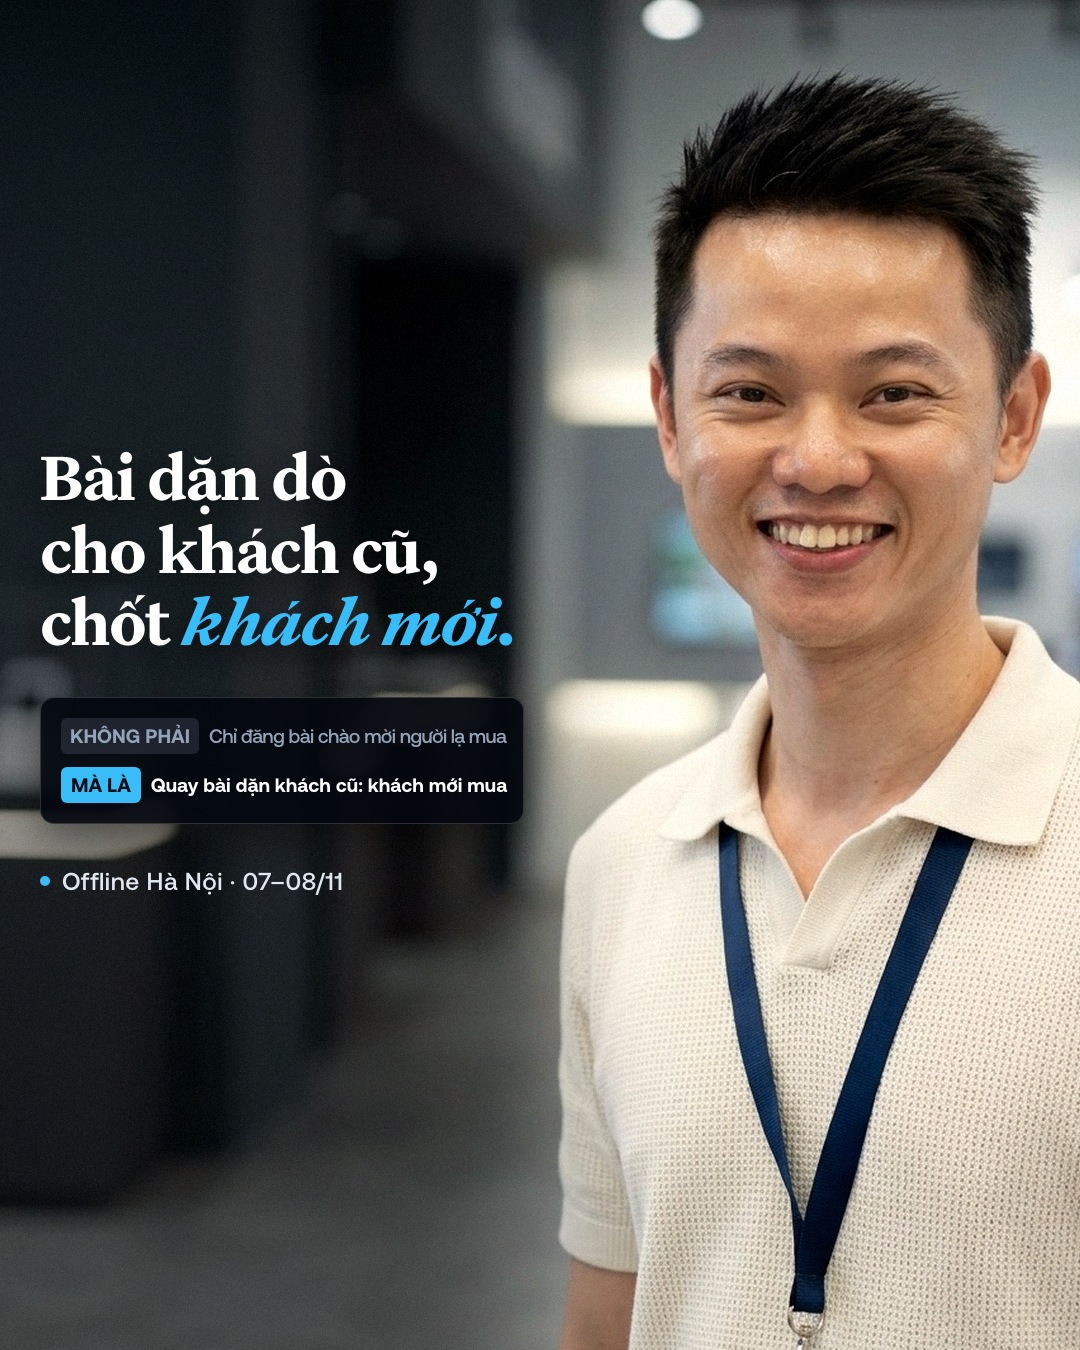 Bài dặn dò
cho khách cũ,
chốt khách mới.
KHÔNG PHẢI Chỉ đăng bài chào mời người lạ mua
MÀ LÀ Quay bài dặn khách cũ: khách mới mua
Offline Hà Nội · 07–08/11